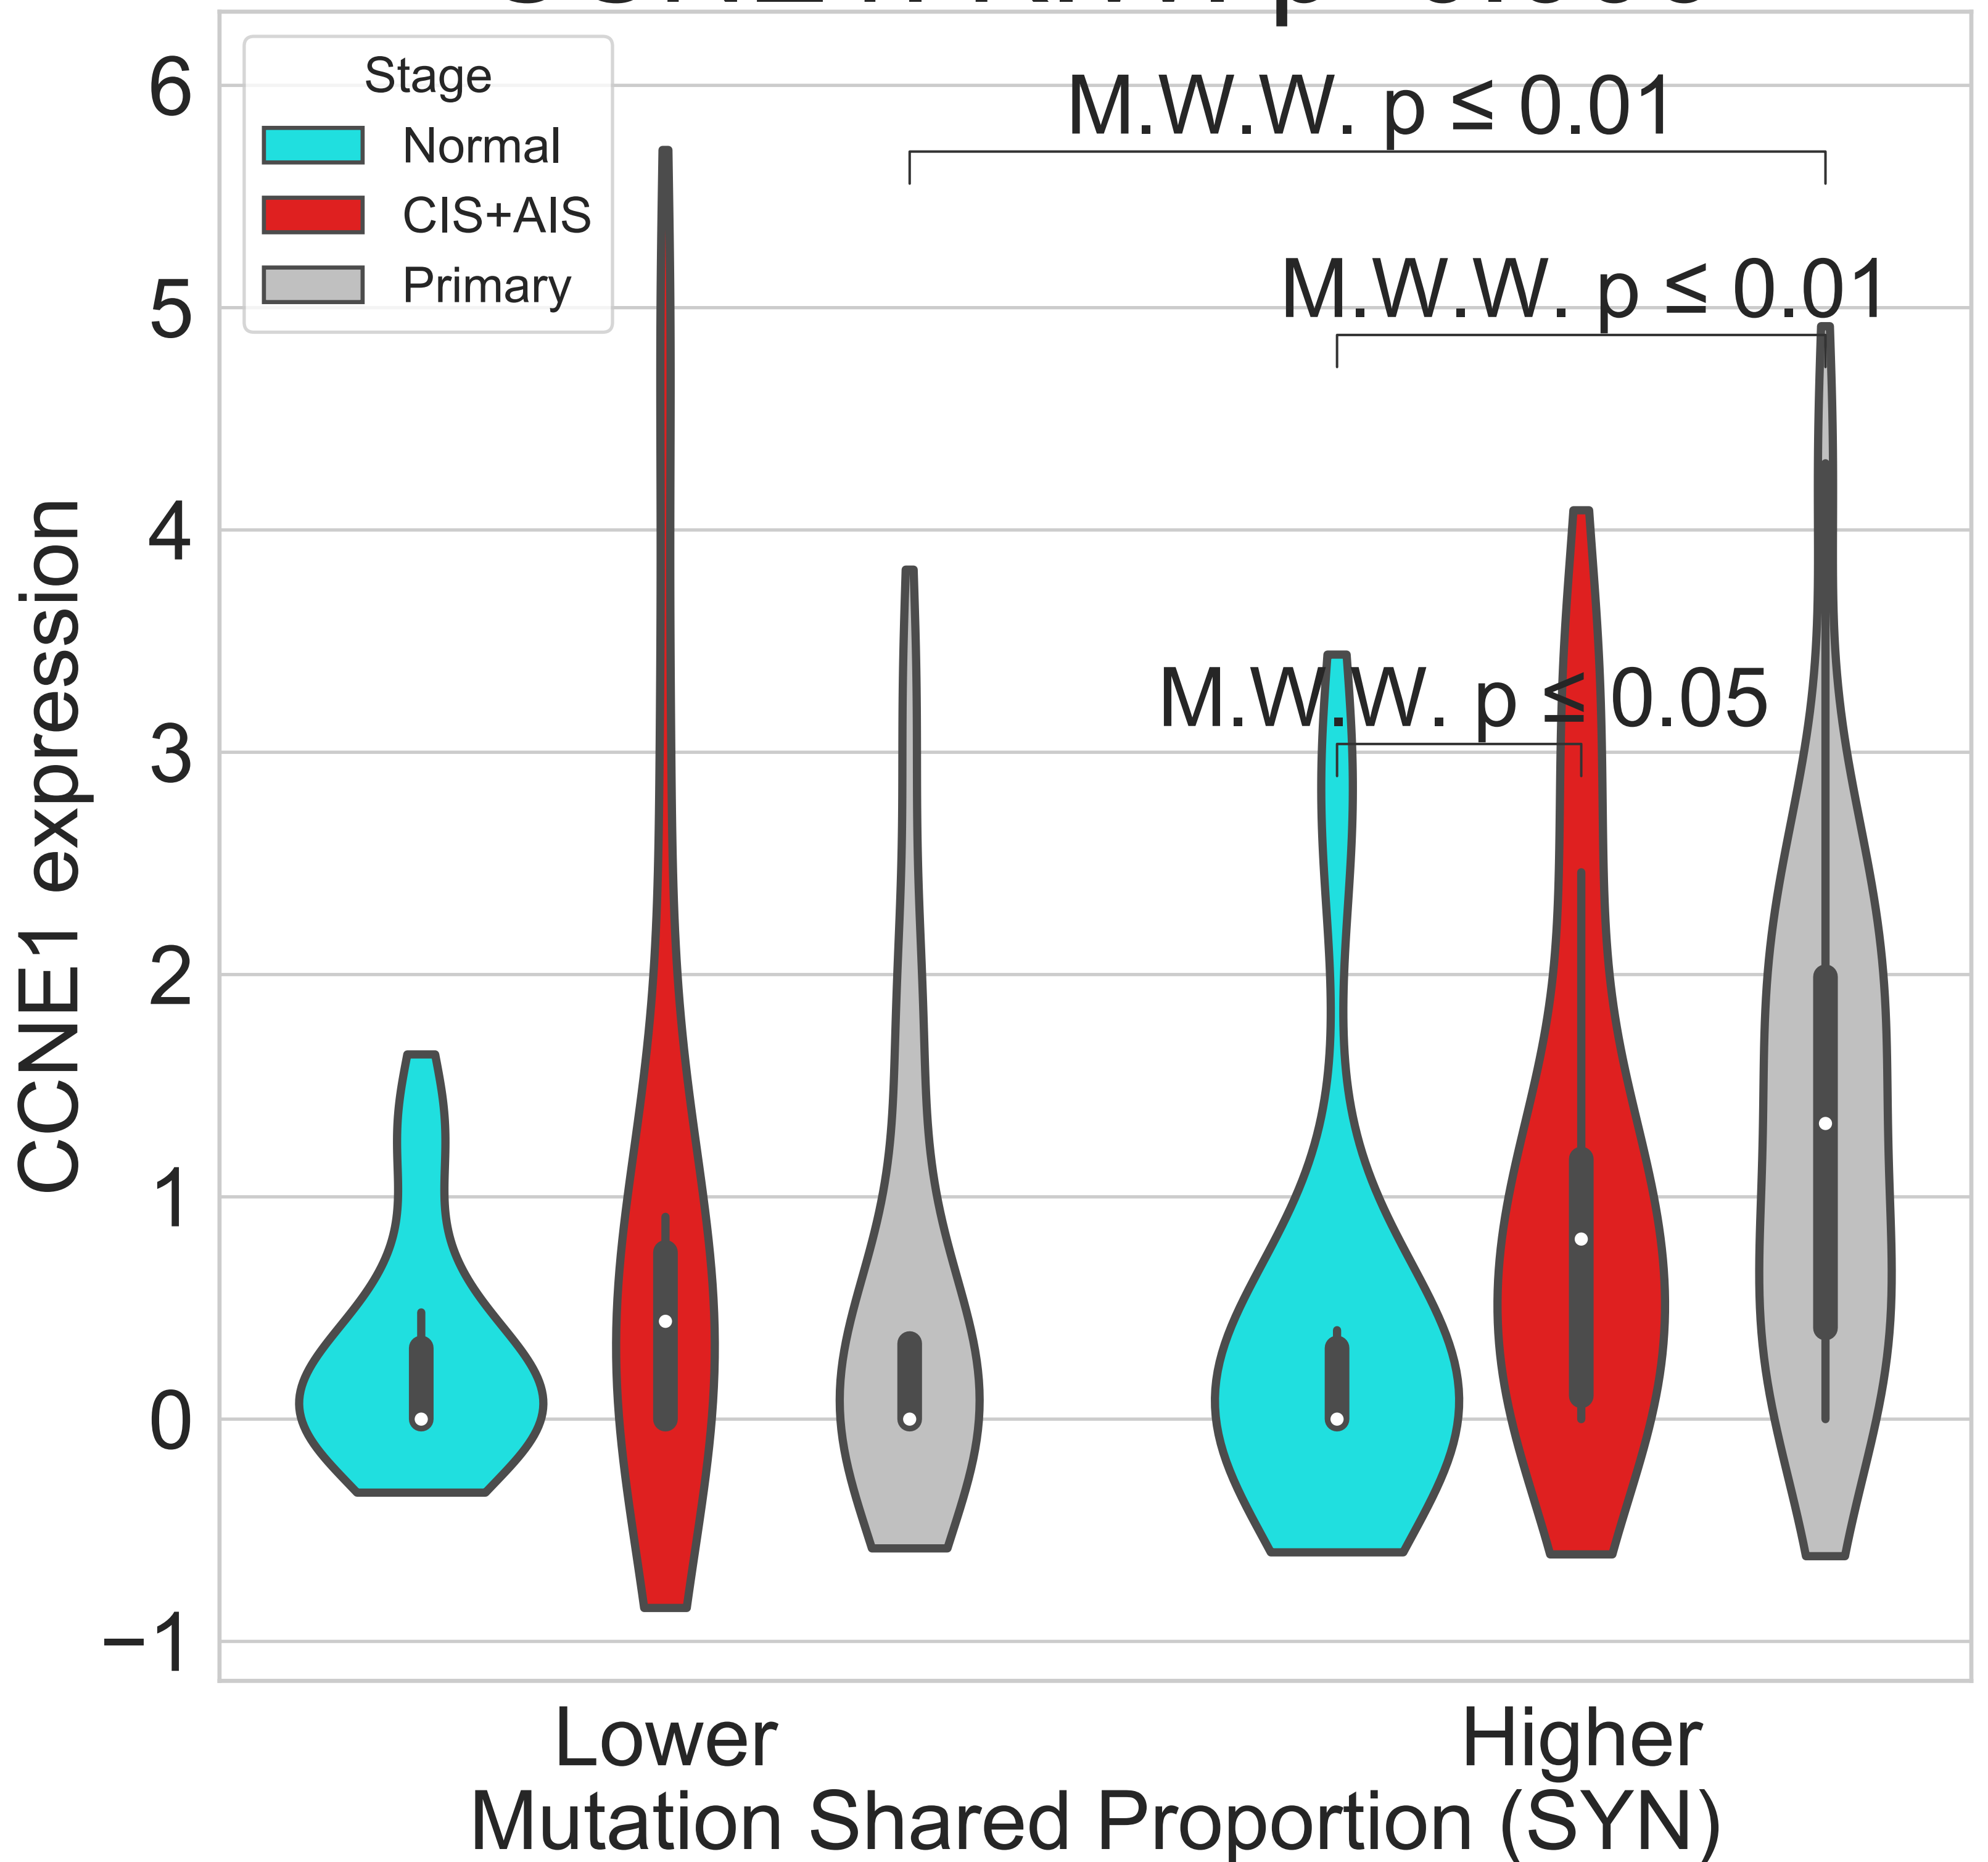 Stage
Normal
CIS+AIS
Primary
M.W.W. p ≤ 0.01
M.W.W. p ≤ 0.01
M.W.W. p ≤ 0.05
6
5
4
3
2
1
0
−1
CCNE1 expression
Lower
Higher
Mutation Shared Proportion (SYN)